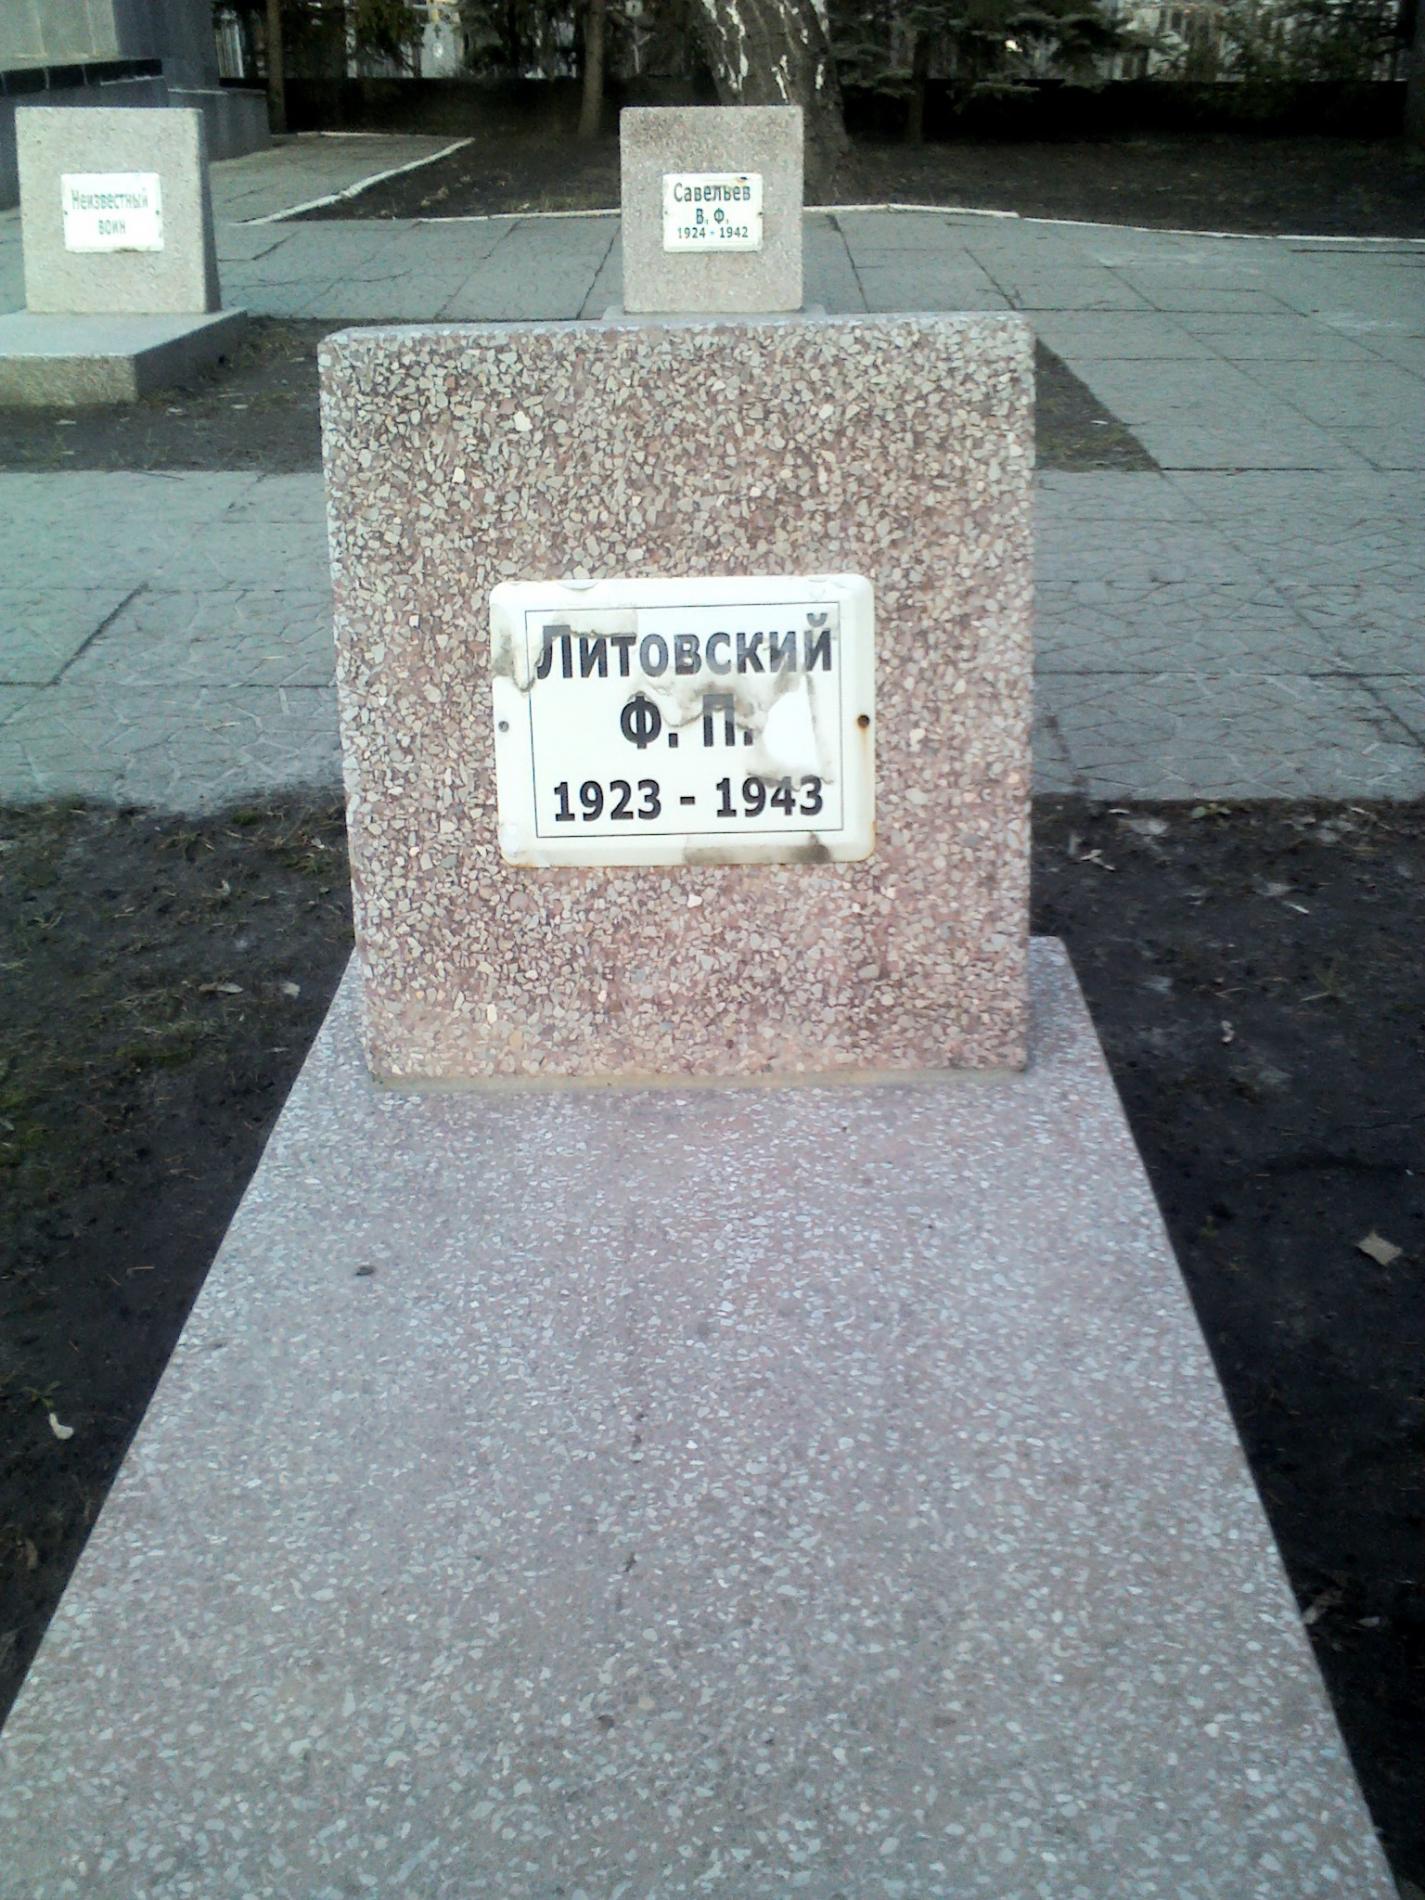 Неизвестный
воин
Савельев
В. Ф.
1924 - 1942
Литовский
Ф. П.
1923 - 1943